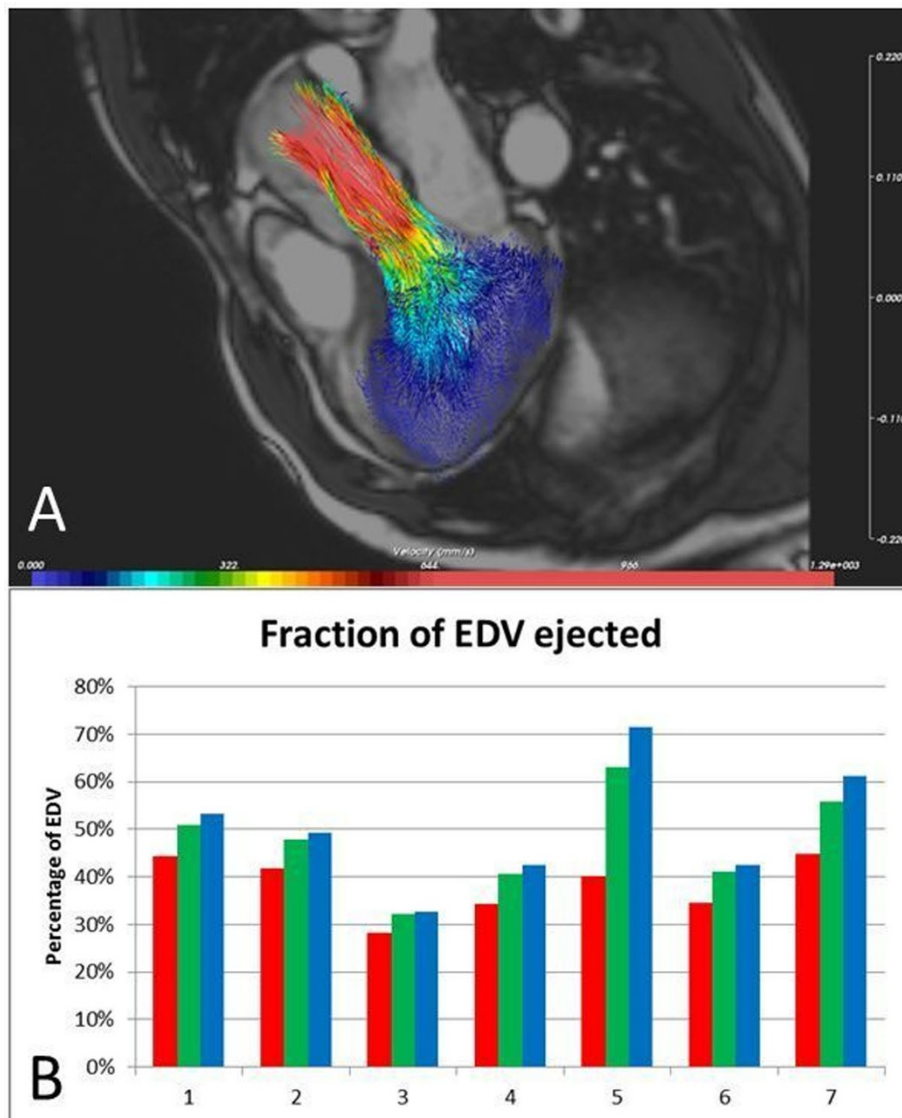 0.220
0.110
0.000
-0.110
-0.220
A
Velocity (mm/s)
0.000 322. 644. 966. 1.29e+003
Fraction of EDV ejected
Percentage of EDV
80%
70%
60%
50%
40%
30%
20%
10%
0%
1 2 3 4 5 6 7
B